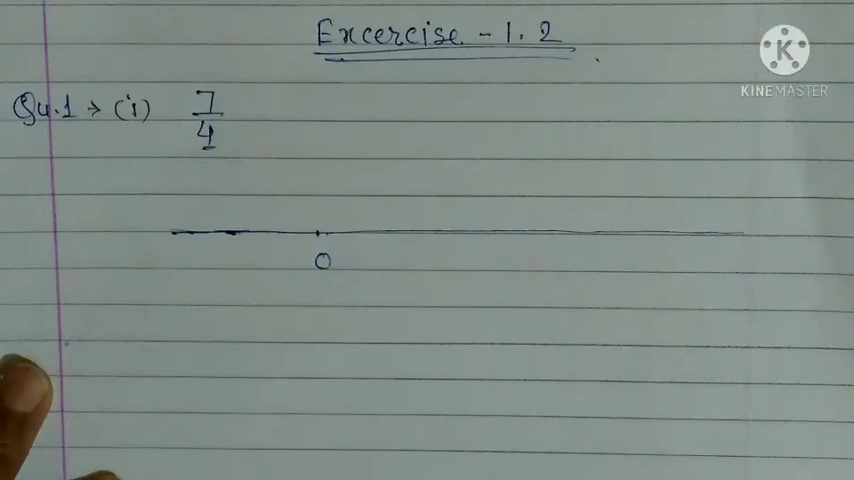 Excercise - 1.2
KINEMASTER
Qu.1 → (i) 7/4
0